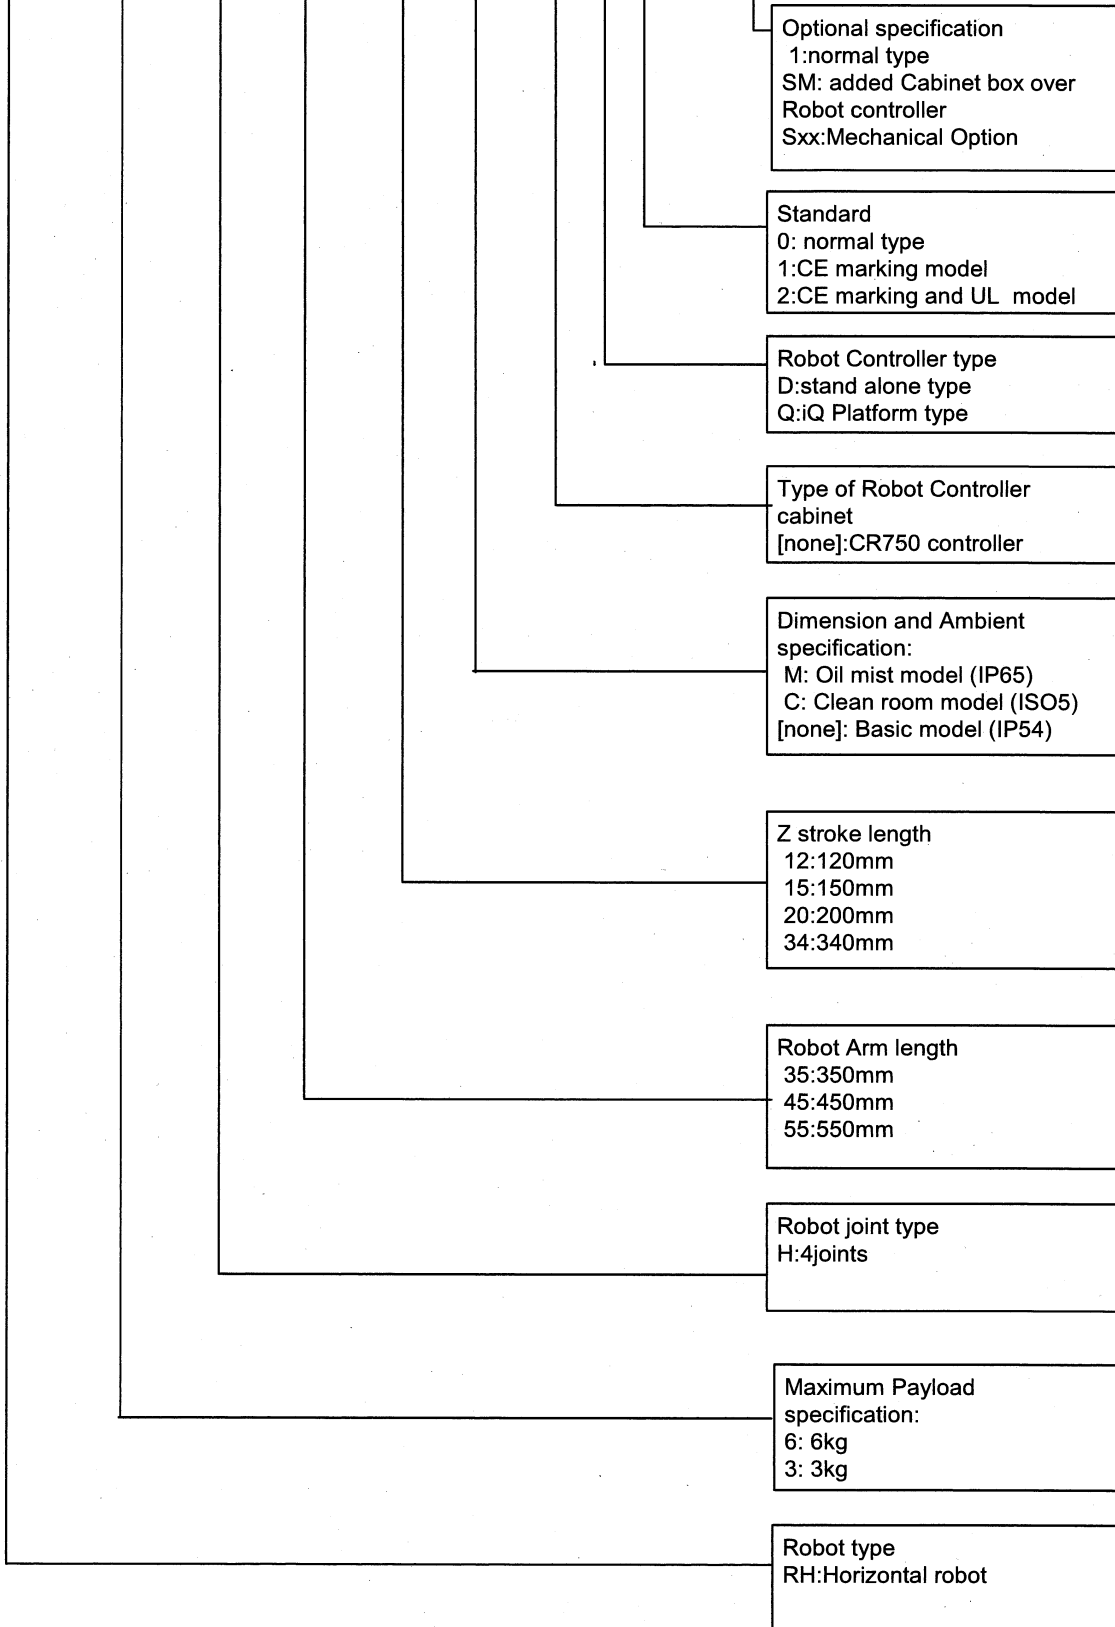 Optional specification
1:normal type
SM: added Cabinet box over
Robot controller
Sxx:Mechanical Option
Standard
0: normal type
1:CE marking model
2:CE marking and UL model
Robot Controller type
D:stand alone type
Q:iQ Platform type
Type of Robot Controller
cabinet
[none]:CR750 controller
Dimension and Ambient
specification:
M: Oil mist model (IP65)
C: Clean room model (ISO5)
[none]: Basic model (IP54)
Z stroke length
12:120mm
15:150mm
20:200mm
34:340mm
Robot Arm length
35:350mm
45:450mm
55:550mm
Robot joint type
H:4joints
Maximum Payload
specification:
6: 6kg
3: 3kg
Robot type
RH:Horizontal robot